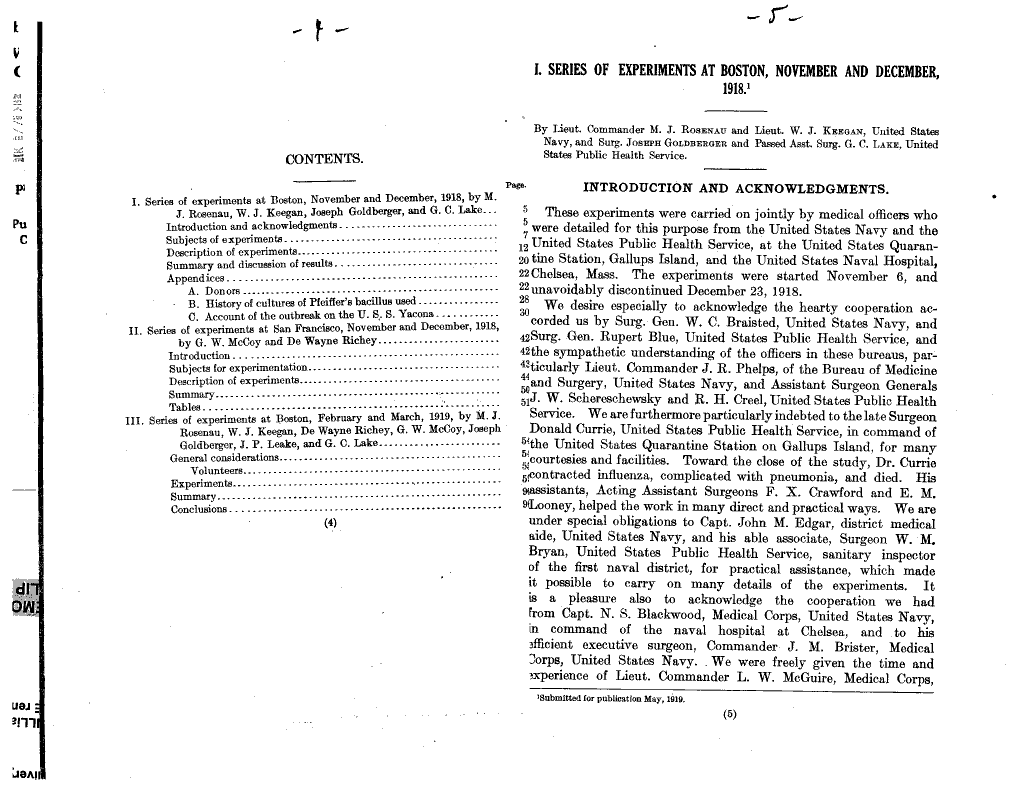 - 4 -
CONTENTS.
Page.
I. Series of experiments at Boston, November and December, 1918, by M.
J. Rosenau, W. J. Keegan, Joseph Goldberger, and G. C. Lake... 5
Introduction and acknowledgments 5
Subjects of experiments 7
Description of experiments 12
Summary and discussion of results 20
Appendices 22
A. Donors 22
B. History of cultures of Pfeiffer's bacillus used 28
C. Account of the outbreak on the U. S. S. Yacona 30
II. Series of experiments at San Francisco, November and December, 1918,
by G. W. McCoy and De Wayne Richey 42
Introduction 42
Subjects for experimentation 43
Description of experiments 44
Summary 50
Tables 51
III. Series of experiments at Boston, February and March, 1919, by M. J.
Rosenau, W. J. Keegan, De Wayne Richey, G. W. McCoy, Joseph
Goldberger, J. P. Leake, and G. C. Lake
General considerations
Volunteers
Experiments
Summary
Conclusions
(4)
- 5 -
I. SERIES OF EXPERIMENTS AT BOSTON, NOVEMBER AND DECEMBER,
1918.¹
By Lieut. Commander M. J. ROSENAU and Lieut. W. J. KEEGAN, United States
Navy, and Surg. JOSEPH GOLDBERGER and Passed Asst. Surg. G. C. LAKE, United
States Public Health Service.
INTRODUCTION AND ACKNOWLEDGMENTS.
These experiments were carried on jointly by medical officers who
were detailed for this purpose from the United States Navy and the
United States Public Health Service, at the United States Quaran-
tine Station, Gallups Island, and the United States Naval Hospital,
Chelsea, Mass. The experiments were started November 6, and
unavoidably discontinued December 23, 1918.
We desire especially to acknowledge the hearty cooperation ac-
corded us by Surg. Gen. W. C. Braisted, United States Navy, and
Surg. Gen. Rupert Blue, United States Public Health Service, and
the sympathetic understanding of the officers in these bureaus, par-
ticularly Lieut. Commander J. R. Phelps, of the Bureau of Medicine
and Surgery, United States Navy, and Assistant Surgeon Generals
J. W. Schereschewsky and R. H. Creel, United States Public Health
Service. We are furthermore particularly indebted to the late Surgeon
Donald Currie, United States Public Health Service, in command of
the United States Quarantine Station on Gallups Island, for many
courtesies and facilities. Toward the close of the study, Dr. Currie
contracted influenza, complicated with pneumonia, and died. His
assistants, Acting Assistant Surgeons F. X. Crawford and E. M.
Looney, helped the work in many direct and practical ways. We are
under special obligations to Capt. John M. Edgar, district medical
aide, United States Navy, and his able associate, Surgeon W. M.
Bryan, United States Public Health Service, sanitary inspector
of the first naval district, for practical assistance, which made
it possible to carry on many details of the experiments. It
is a pleasure also to acknowledge the cooperation we had
from Capt. N. S. Blackwood, Medical Corps, United States Navy,
in command of the naval hospital at Chelsea, and to his
efficient executive surgeon, Commander J. M. Brister, Medical
Corps, United States Navy. We were freely given the time and
experience of Lieut. Commander L. W. McGuire, Medical Corps,
¹Submitted for publication May, 1919.
(5)